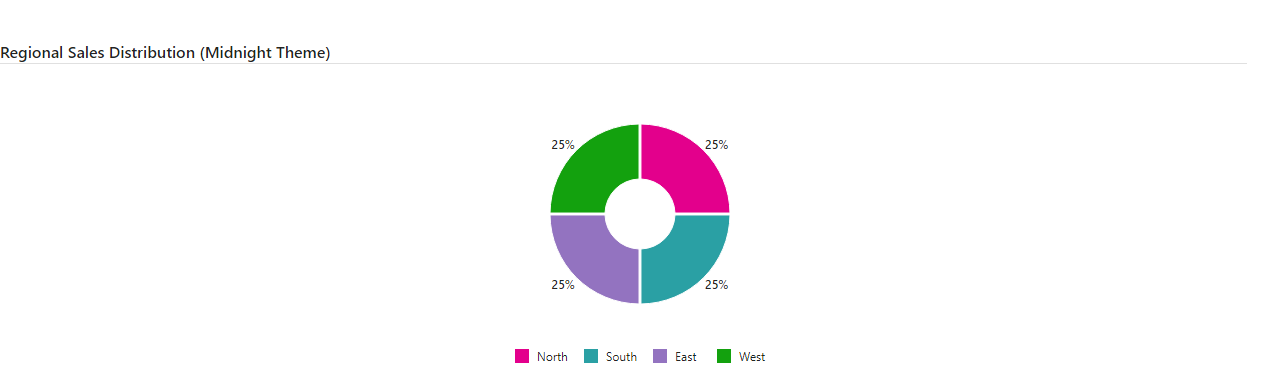 Regional Sales Distribution (Midnight Theme)
25% 25%
25% 25%
North South East West